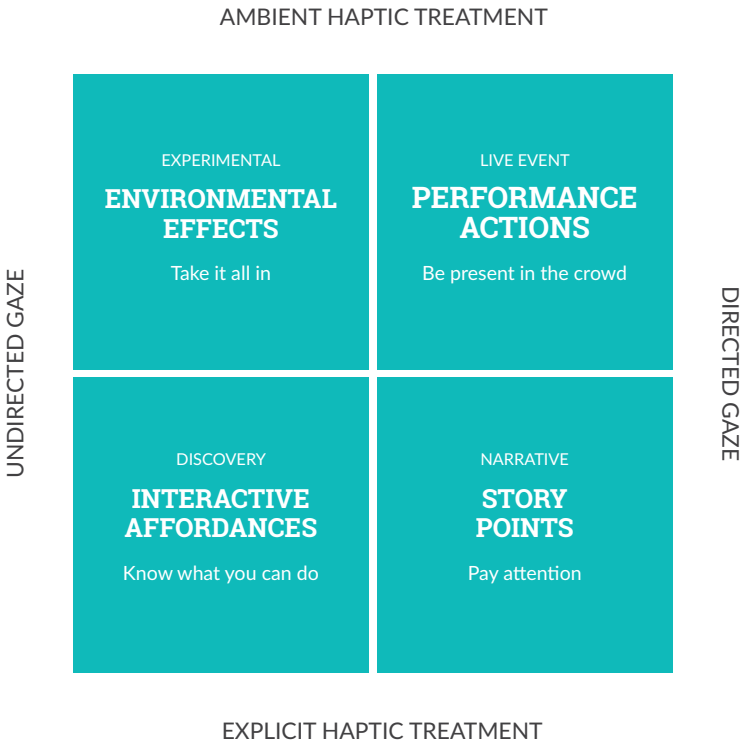 AMBIENT HAPTIC TREATMENT
UNDIRECTED GAZE
EXPERIMENTAL
ENVIRONMENTAL
EFFECTS
Take it all in
LIVE EVENT
PERFORMANCE
ACTIONS
Be present in the crowd
DIRECTED GAZE
DISCOVERY
INTERACTIVE
AFFORDANCES
Know what you can do
NARRATIVE
STORY
POINTS
Pay attention
EXPLICIT HAPTIC TREATMENT